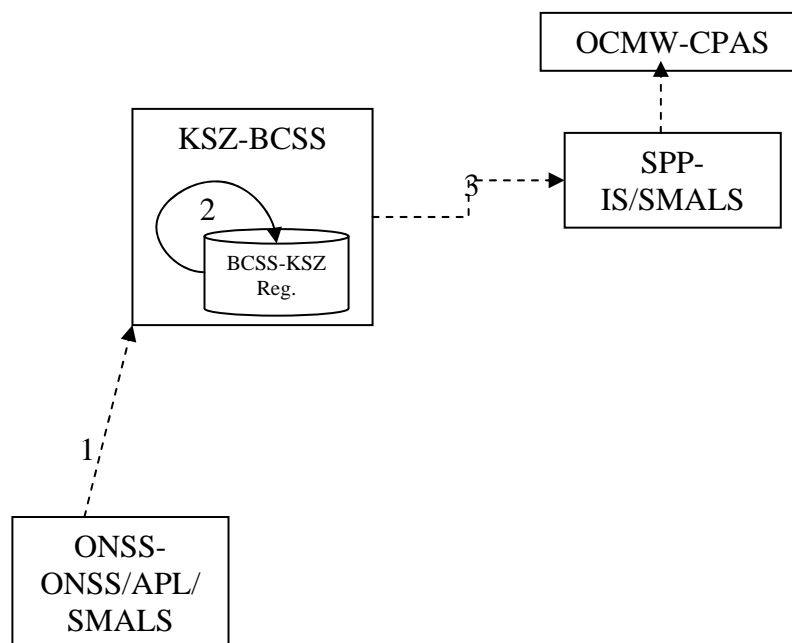 OCMW-CPAS
KSZ-BCSS
SPP-
IS/SMALS
2
3
BCSS-KSZ
Reg.
1
ONSS-
ONSS/APL/
SMALS